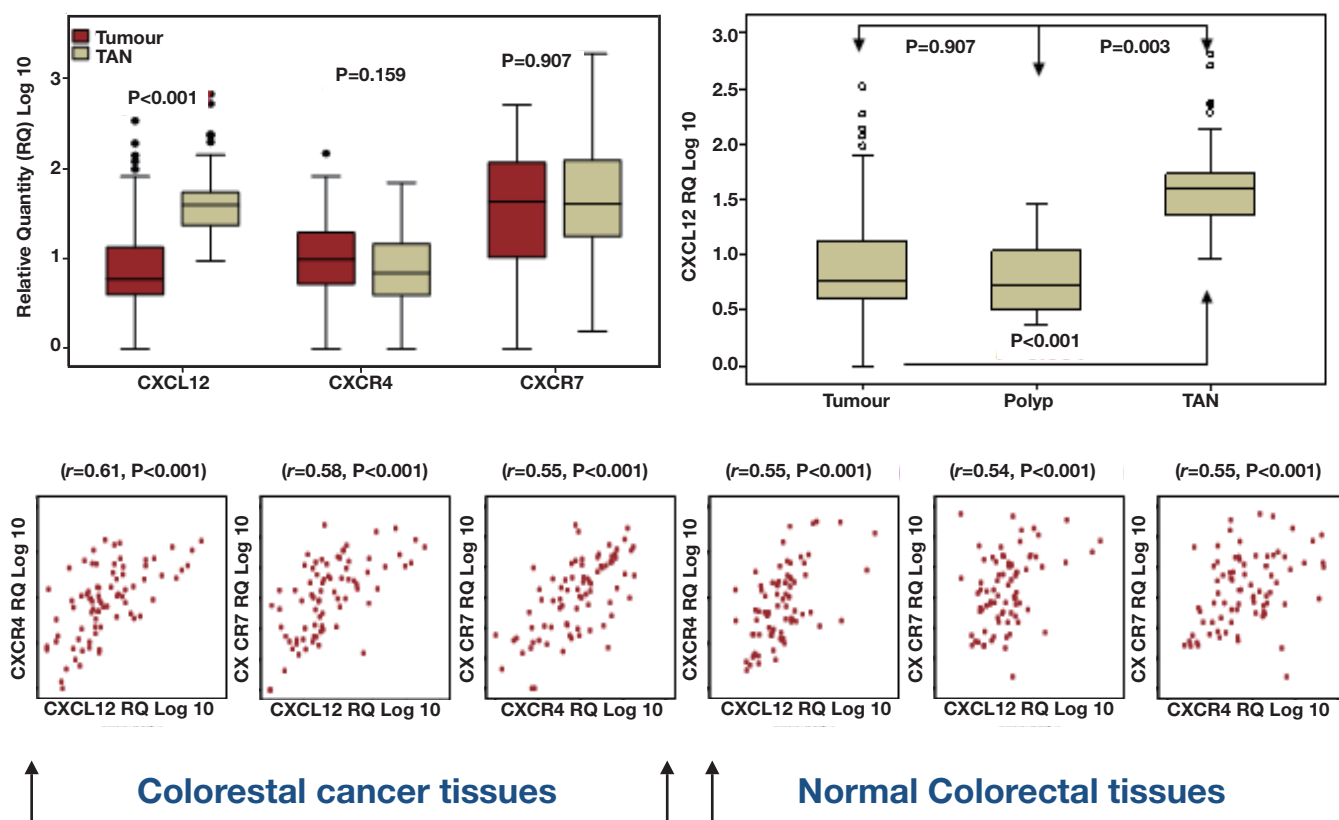 Tumour
TAN
Relative Quantity (RQ) Log 10
3
2
1
0
P<0.001
P=0.159
P=0.907
CXCL12
CXCR4
CXCR7
CXCL12 RQ Log 10
3.0
2.5
2.0
1.5
1.0
0.5
0.0
P=0.907
P=0.003
P<0.001
Tumour
Polyp
TAN
(r=0.61, P<0.001)
CXCR4 RQ Log 10
CXCL12 RQ Log 10
(r=0.58, P<0.001)
CX CR7 RQ Log 10
CXCL12 RQ Log 10
(r=0.55, P<0.001)
CX CR7 RQ Log 10
CXCR4 RQ Log 10
(r=0.55, P<0.001)
CXCR4 RQ Log 10
CXCL12 RQ Log 10
(r=0.54, P<0.001)
CX CR7 RQ Log 10
CXCL12 RQ Log 10
(r=0.55, P<0.001)
CX CR7 RQ Log 10
CXCR4 RQ Log 10
Colorestal cancer tissues
Normal Colorectal tissues